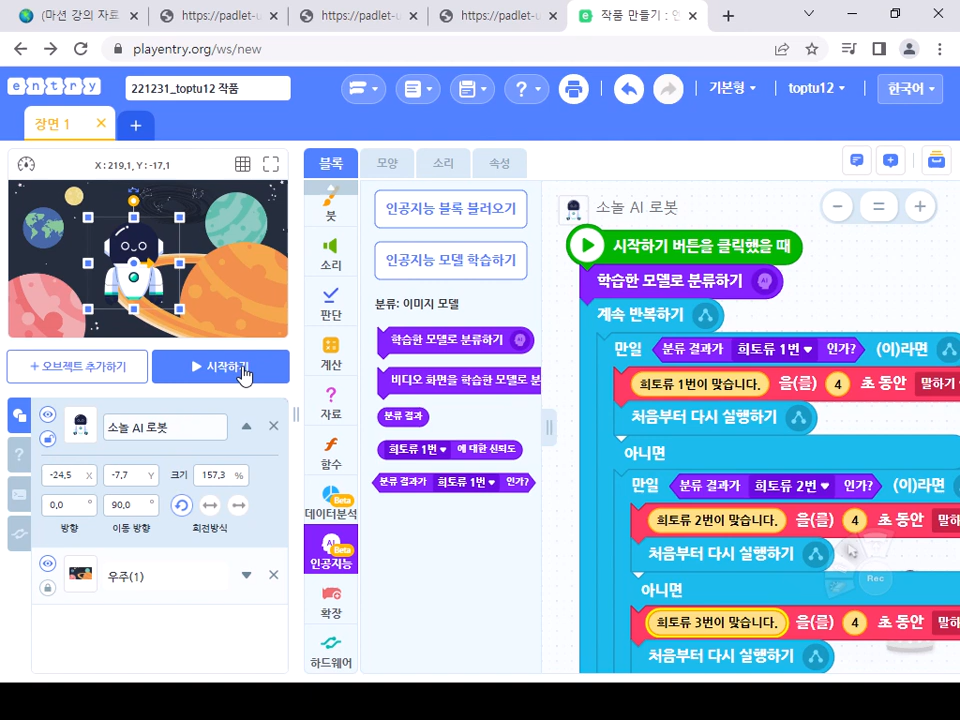 (마션 강의 자료
https://padlet-u
https://padlet-u
https://padlet-u
작품 만들기 : 엔
playentry.org/ws/new
entry
221231_toptu12 작품
기본형
toptu12
한국어
장면 1
X : 219.1, Y : -17.1
블록
모양
소리
속성
붓
소리
판단
계산
자료
함수
데이터분석
Beta
인공지능
Beta
확장
하드웨어
인공지능 블록 불러오기
인공지능 모델 학습하기
분류: 이미지 모델
학습한 모델로 분류하기
비디오 화면을 학습한 모델로 분
분류 결과
희토류 1번 에 대한 신뢰도
분류 결과가 희토류 1번 인가?
소놀 AI 로봇
시작하기 버튼을 클릭했을 때
학습한 모델로 분류하기
계속 반복하기
만일 분류 결과가 희토류 1번 인가? (이)라면
희토류 1번이 맞습니다. 을(를) 4 초 동안 말하기
처음부터 다시 실행하기
아니면
만일 분류 결과가 희토류 2번 인가? (이)라면
희토류 2번이 맞습니다. 을(를) 4 초 동안 말하
처음부터 다시 실행하기
Rec
아니면
희토류 3번이 맞습니다. 을(를) 4 초 동안 말하
처음부터 다시 실행하기
+ 오브젝트 추가하기
시작하기
소놀 AI 로봇
-24.5 X
-7.7 Y
크기 157.3 %
0.0 °
90.0 °
방향
이동 방향
회전방식
우주(1)